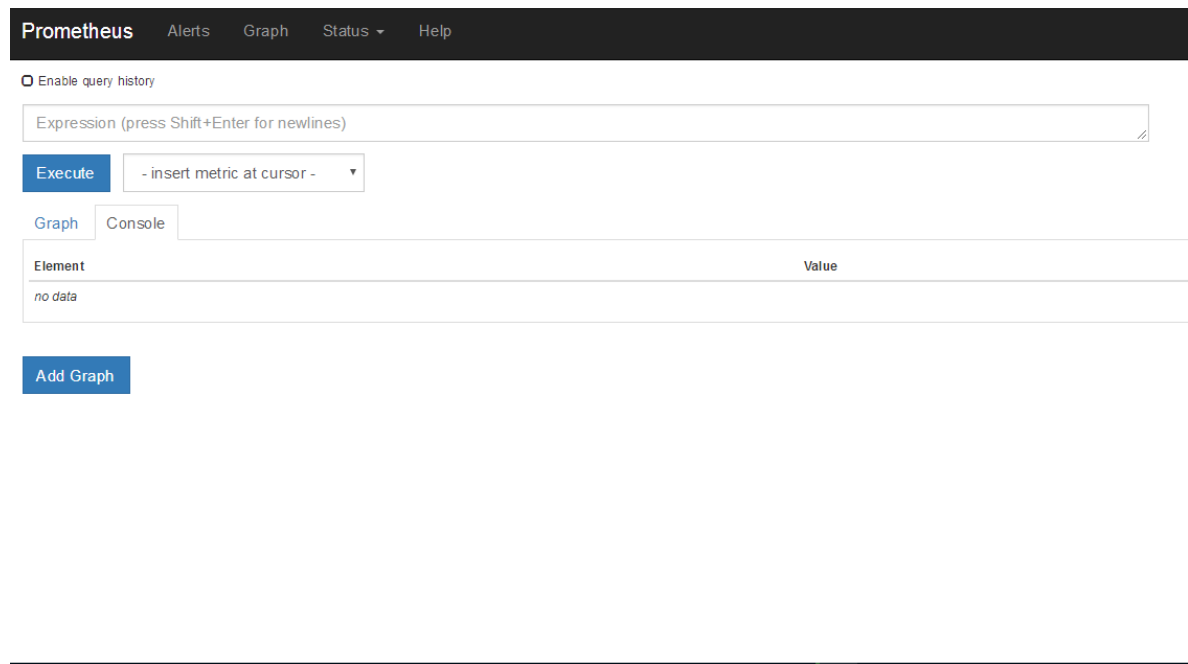 Prometheus Alerts Graph Status Help
Enable query history
Expression (press Shift+Enter for newlines)
Execute - insert metric at cursor -
Graph Console
Element Value
no data
Add Graph